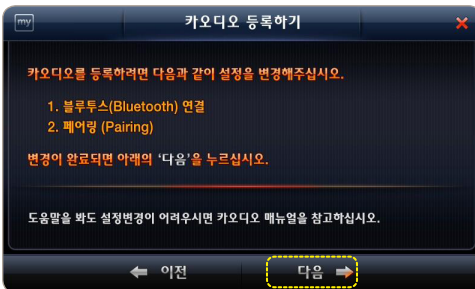 my
카오디오 등록하기
카오디오를 등록하려면 다음과 같이 설정을 변경해주십시오.
1. 블루투스(Bluetooth) 연결
2. 페어링 (Pairing)
변경이 완료되면 아래의 ‘다음’을 누르십시오.
도움말을 봐도 설정변경이 어려우시면 카오디오 매뉴얼을 참고하십시오.
이전 다음